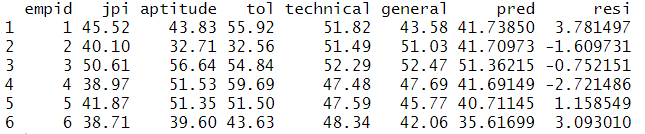 empid jpi aptitude tol technical general pred resi
1 1 45.52 43.83 55.92 51.82 43.58 41.73850 3.781497
2 2 40.10 32.71 32.56 51.49 51.03 41.70973 -1.609731
3 3 50.61 56.64 54.84 52.29 52.47 51.36215 -0.752151
4 4 38.97 51.53 59.69 47.48 47.69 41.69149 -2.721486
5 5 41.87 51.35 51.50 47.59 45.77 40.71145 1.158549
6 6 38.71 39.60 43.63 48.34 42.06 35.61699 3.093010